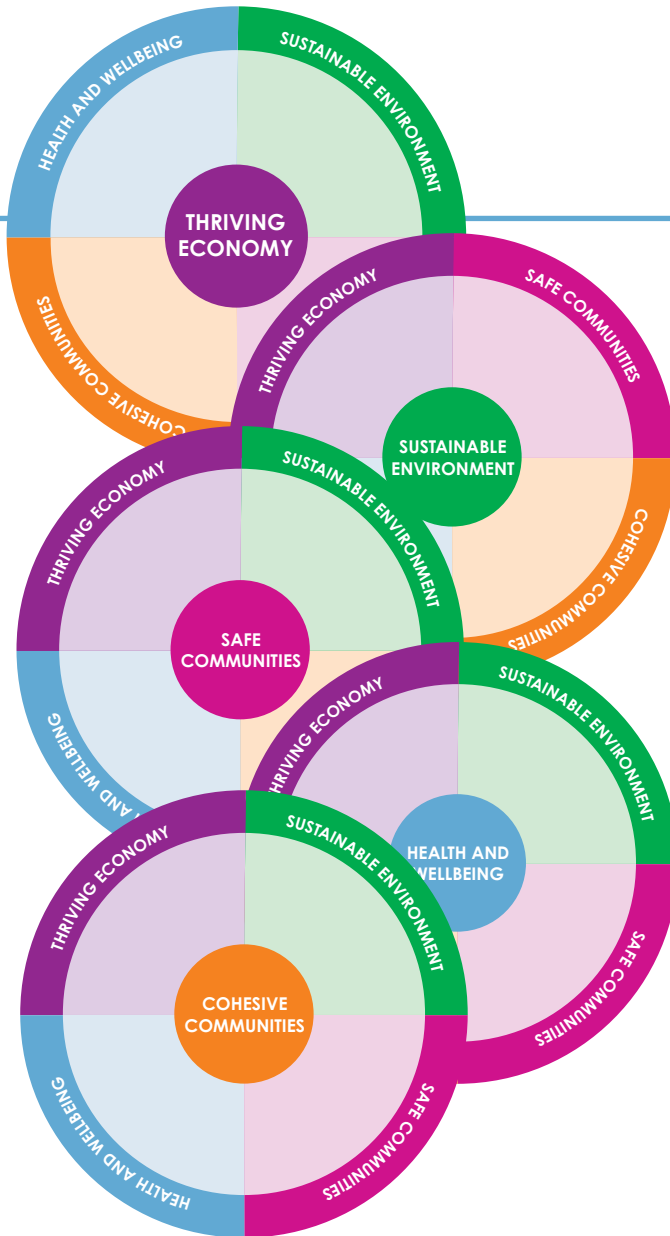 HEALTH AND WELLBEING
SUSTAINABLE ENVIRONMENT
THRIVING
ECONOMY
COHESIVE COMMUNITIES
THRIVING ECONOMY
SAFE COMMUNITIES
SUSTAINABLE
ENVIRONMENT
COHESIVE COMMUNITIES
THRIVING ECONOMY
SUSTAINABLE ENVIRONMENT
SAFE
COMMUNITIES
AND WELLBEING
THRIVING ECONOMY
SUSTAINABLE ENVIRONMENT
HEALTH AND
WELLBEING
SAFE COMMUNITIES
THRIVING ECONOMY
SUSTAINABLE ENVIRONMENT
COHESIVE
COMMUNITIES
HEALTH AND WELLBEING
SAFE COMMUNITIES